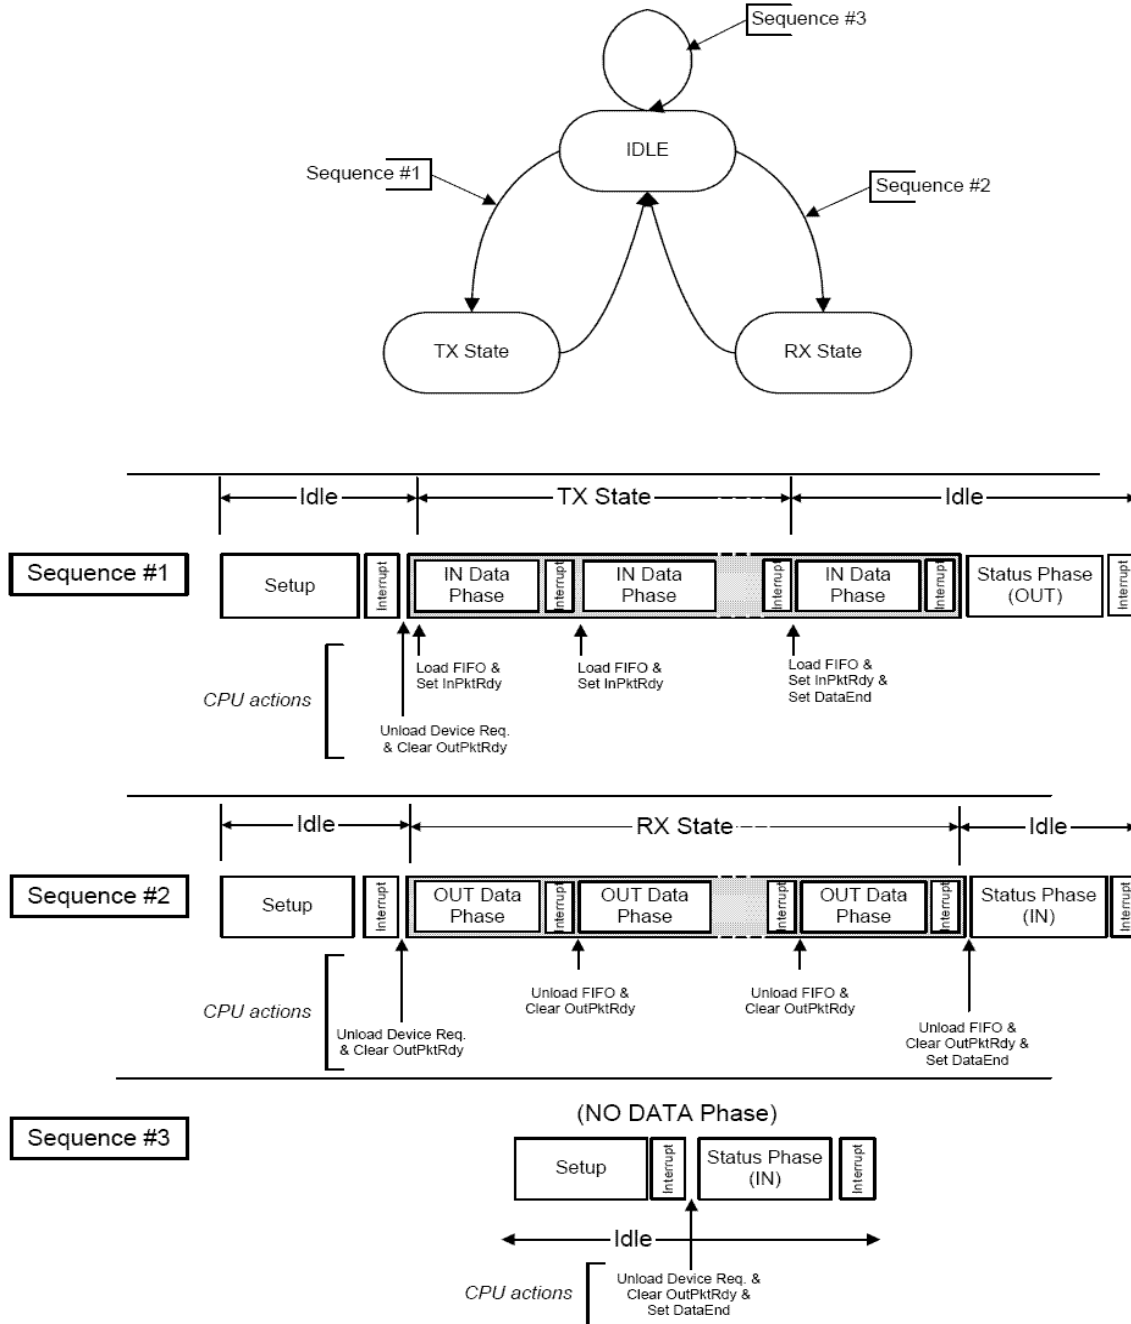 Sequence #3
IDLE
Sequence #1
Sequence #2
TX State
RX State
Idle
TX State
Idle
Sequence #1
Setup
Interrupt
IN Data
Phase
Interrupt
IN Data
Phase
Interrupt
IN Data
Phase
Interrupt
Status Phase
(OUT)
Interrupt
CPU actions
Load FIFO &
Set InPktRdy
Load FIFO &
Set InPktRdy
Load FIFO &
Set InPktRdy &
Set DataEnd
Unload Device Req.
& Clear OutPktRdy
Idle
RX State
Idle
Sequence #2
Setup
Interrupt
OUT Data
Phase
Interrupt
OUT Data
Phase
Interrupt
OUT Data
Phase
Interrupt
Status Phase
(IN)
Interrupt
CPU actions
Unload Device Req.
& Clear OutPktRdy
Unload FIFO &
Clear OutPktRdy
Unload FIFO &
Clear OutPktRdy
Unload FIFO &
Clear OutPktRdy &
Set DataEnd
Sequence #3
(NO DATA Phase)
Setup
Interrupt
Status Phase
(IN)
Interrupt
Idle
CPU actions
Unload Device Req. &
Clear OutPktRdy &
Set DataEnd